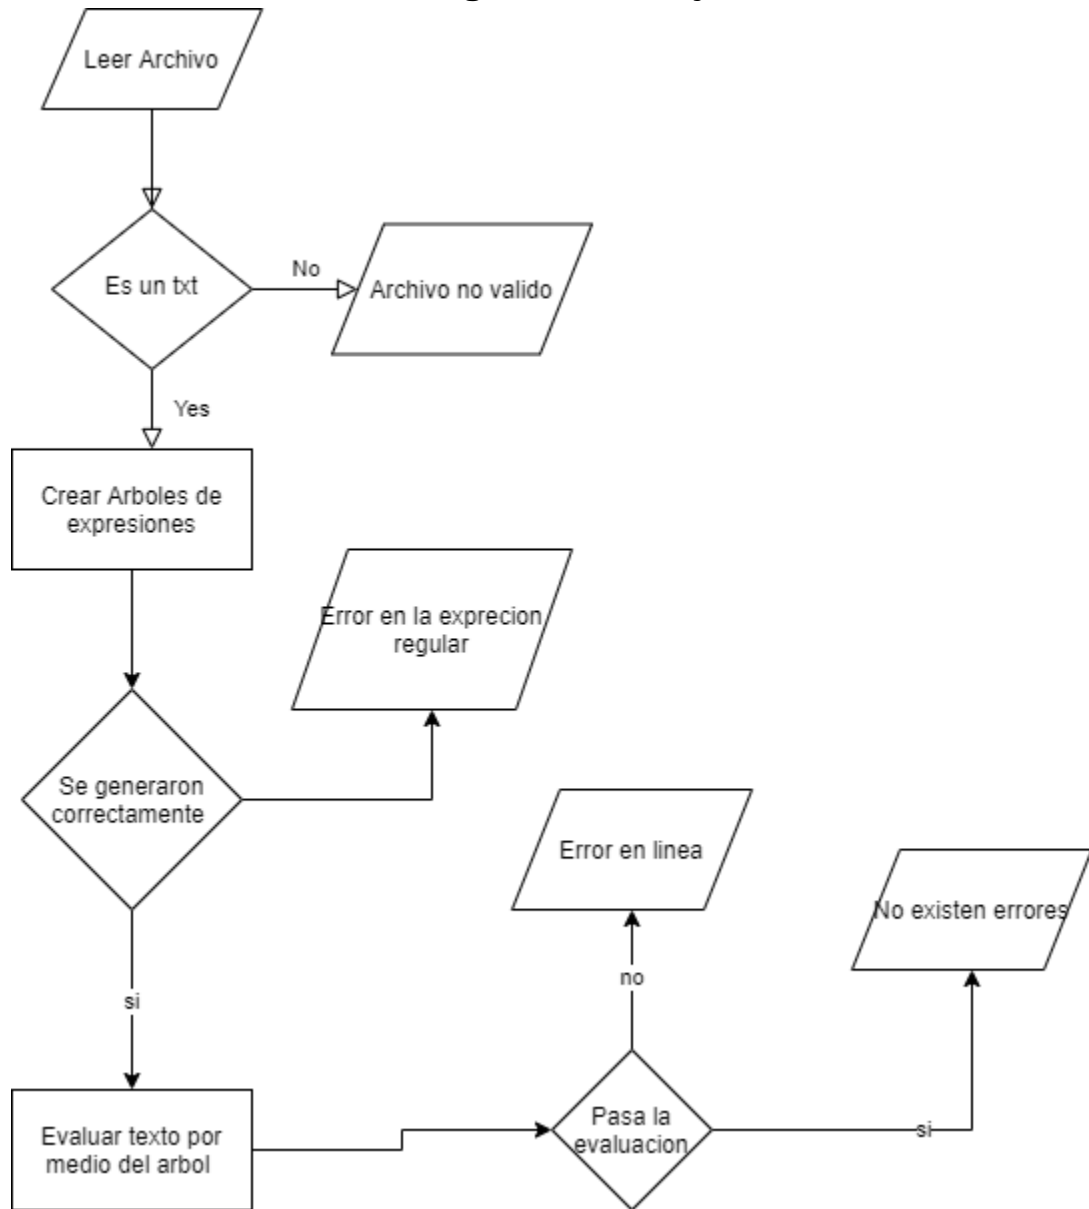 Leer Archivo
Es un txt
No
Archivo no valido
Yes
Crear Arboles de
expresiones
Error en la exprecion
regular
Se generaron
correctamente
Error en linea
No existen errores
no
si
Evaluar texto por
medio del arbol
Pasa la
evaluacion
si